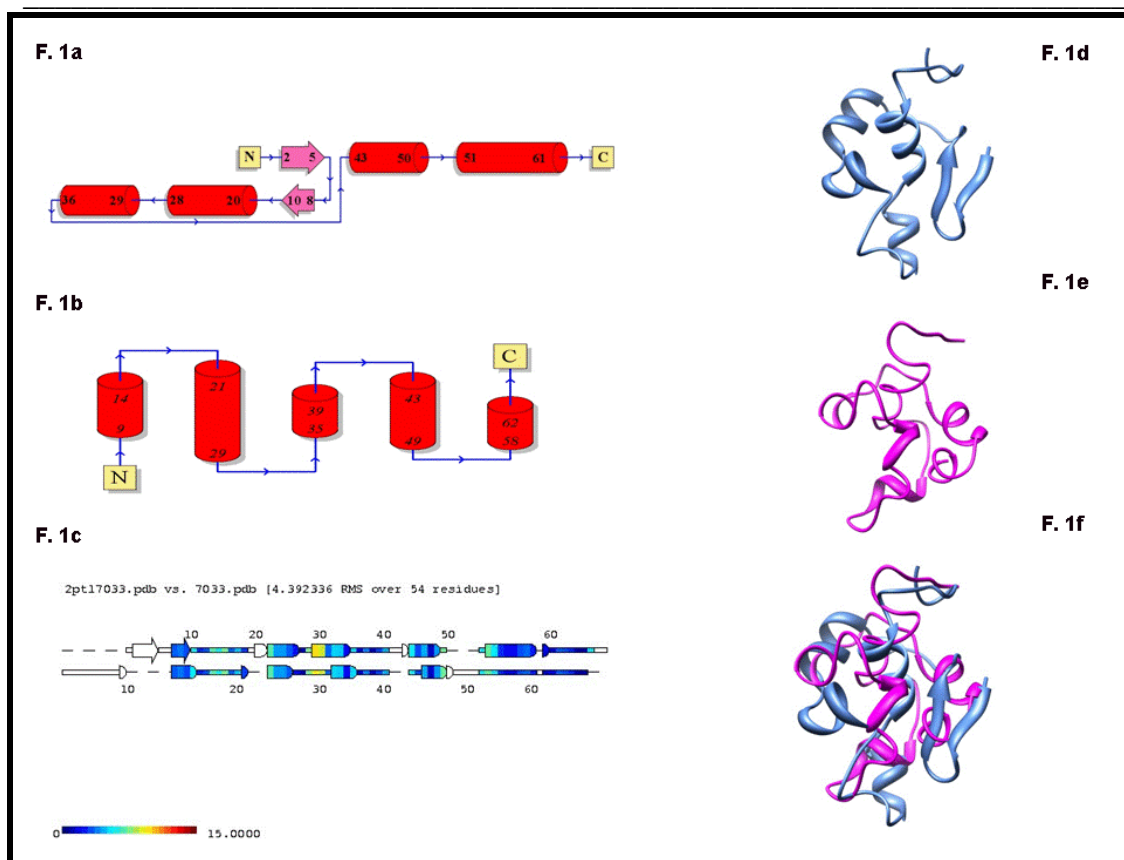 F. 1a
F. 1d
N 2 5 43 50 51 61 C
36 29 28 20 10 8
F. 1e
F. 1b
C
14 21 39 43 62
9 29 35 49 58
N
F. 1c
F. 1f
2pt17033.pdb vs. 7033.pdb [4.392336 RMS over 54 residues]
10 20 30 40 50 60
10 20 30 40 50 60
0 15.0000